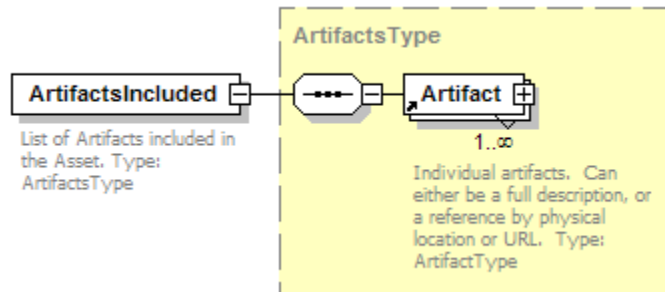 ArtifactsType
ArtifactsIncluded
Artifact
1..∞
List of Artifacts included in
the Asset. Type:
ArtifactsType
Individual artifacts.  Can
either be a full description, or
a reference by physical
location or URL.  Type:
ArtifactType